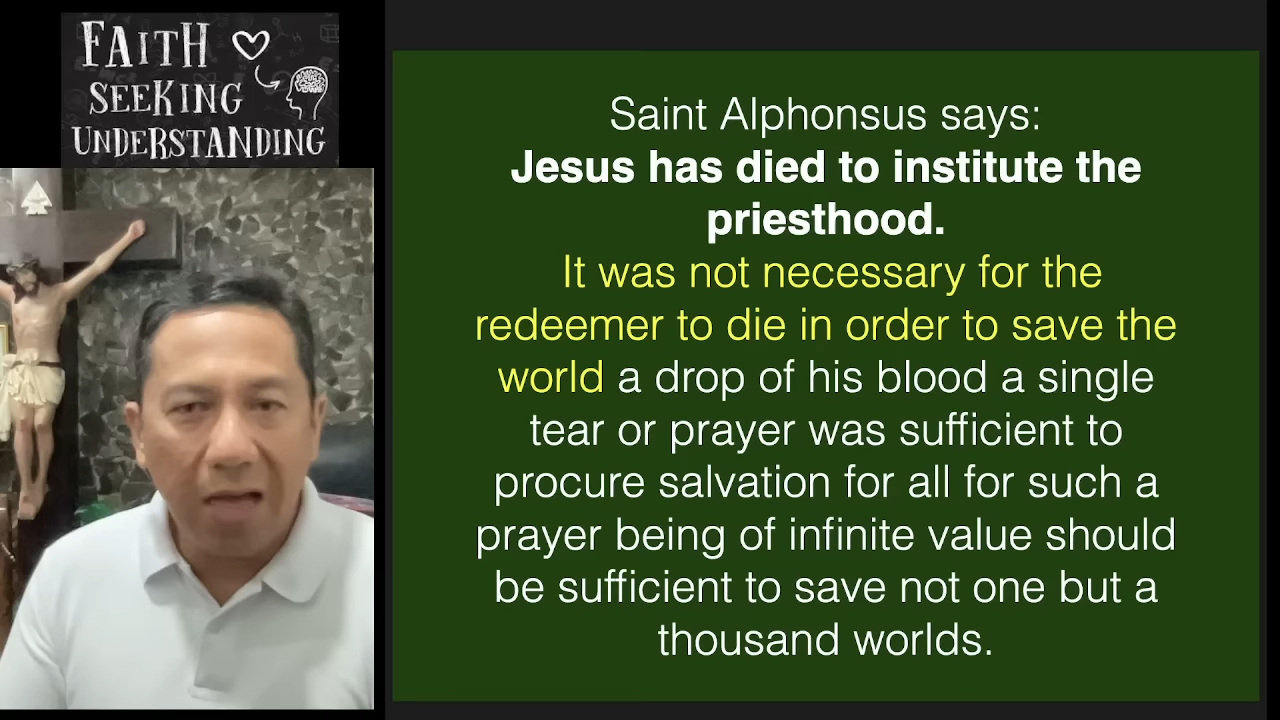 FAITH
SEEKING
UNDERSTANDING
Saint Alphonsus says:
Jesus has died to institute the
priesthood.
It was not necessary for the
redeemer to die in order to save the
world a drop of his blood a single
tear or prayer was sufficient to
procure salvation for all for such a
prayer being of infinite value should
be sufficient to save not one but a
thousand worlds.